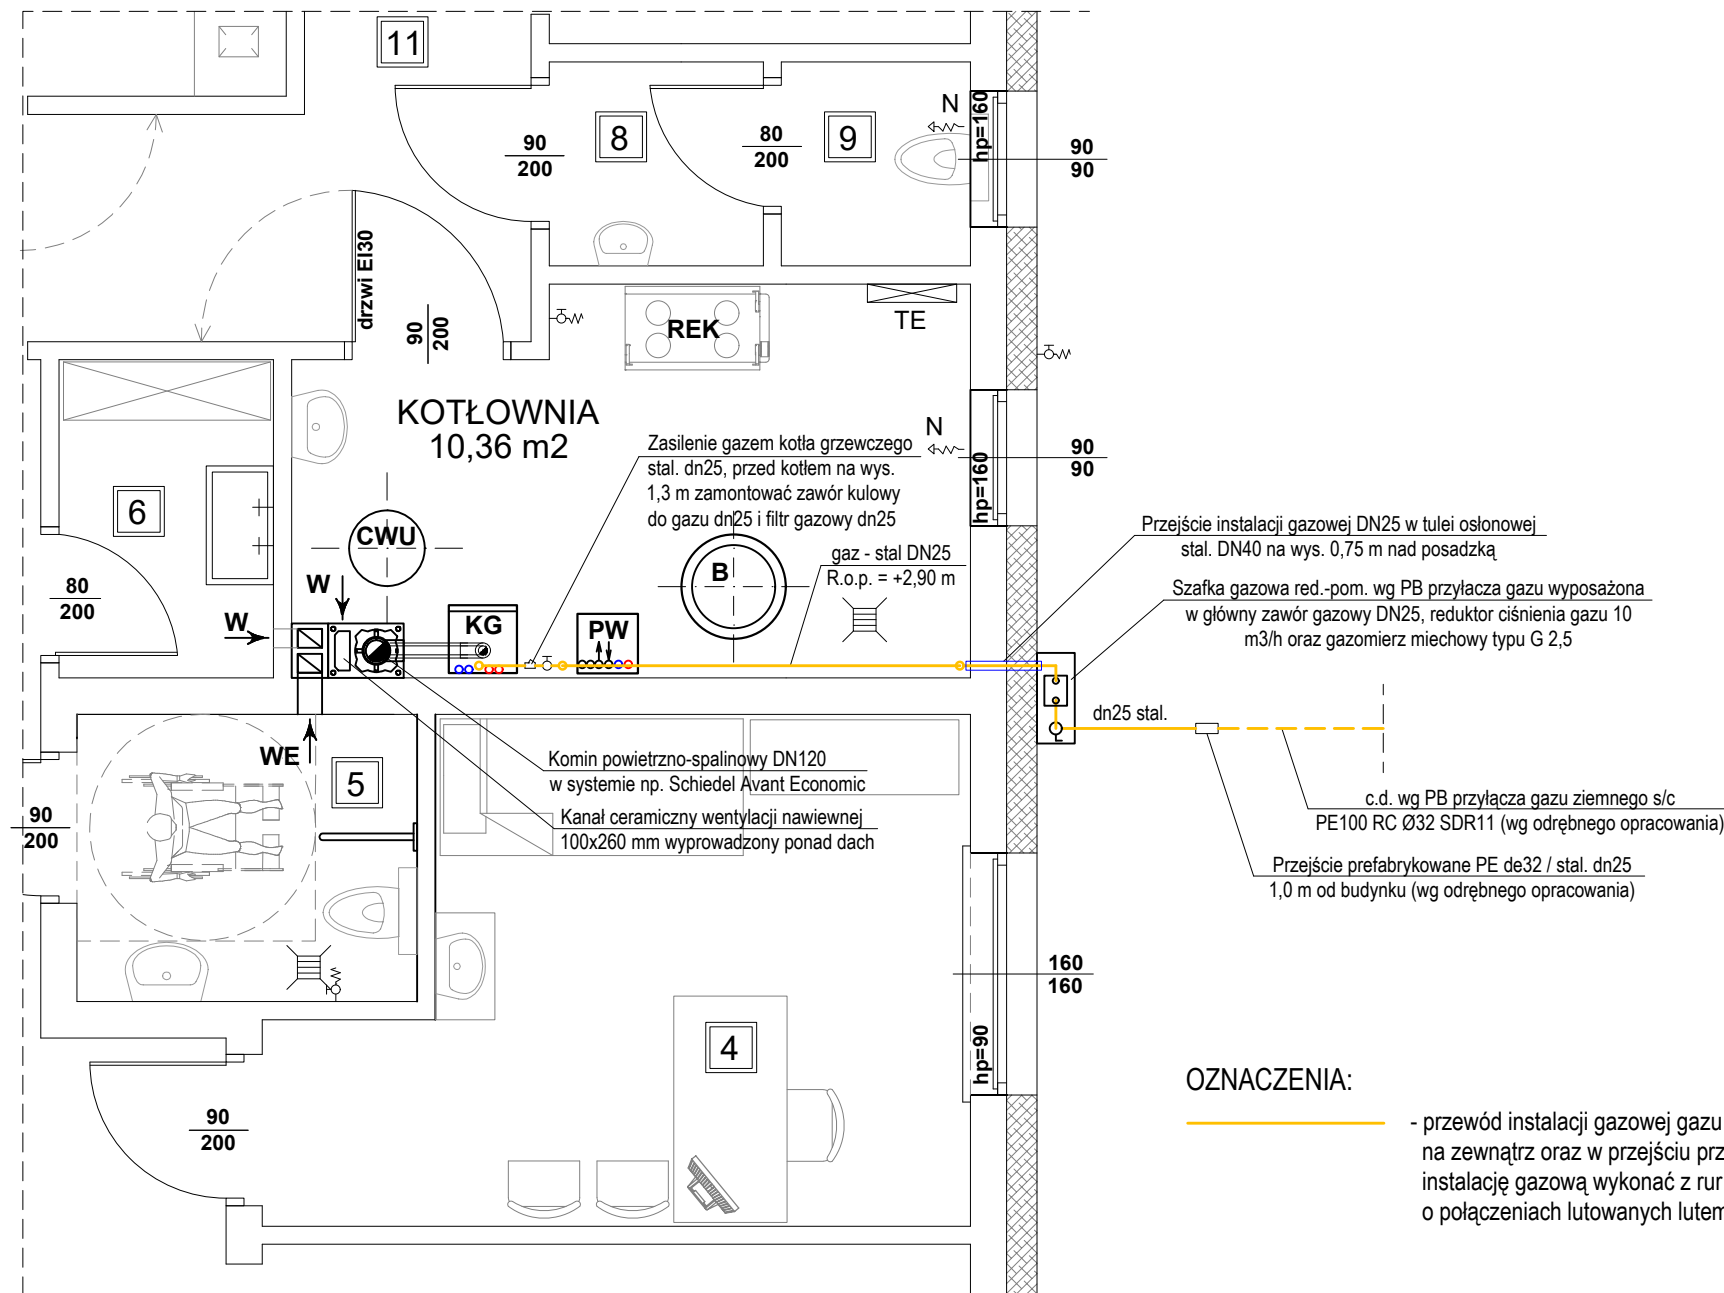 11
8
9
N
hp=160
90
200
80
200
90
90
drzwi EI30
90
200
REK
TE
KOTŁOWNIA
10,36 m2
Zasilenie gazem kotła grzewczego
stal. dn25, przed kotłem na wys.
1,3 m zamontować zawór kulowy
do gazu dn25 i filtr gazowy dn25
N
hp=160
90
90
6
CWU
gaz - stal DN25
R.o.p. = +2,90 m
B
Przejście instalacji gazowej DN25 w tulei osłonowej
stal. DN40 na wys. 0,75 m nad posadzką
Szafka gazowa red.-pom. wg PB przyłacza gazu wyposażona
w główny zawór gazowy DN25, reduktor ciśnienia gazu 10
m3/h oraz gazomierz miechowy typu G 2,5
80
200
W
W
KG
PW
dn25 stal.
WE
5
Komin powietrzno-spalinowy DN120
w systemie np. Schiedel Avant Economic
Kanał ceramiczny wentylacji nawiewnej
100x260 mm wyprowadzony ponad dach
90
200
c.d. wg PB przyłącza gazu ziemnego s/c
PE100 RC Ø32 SDR11 (wg odrębnego opracowania)
Przejście prefabrykowane PE de32 / stal. dn25
1,0 m od budynku (wg odrębnego opracowania)
160
160
hp=90
4
90
200
OZNACZENIA:
- przewód instalacji gazowej gazu
na zewnątrz oraz w przejściu prz
instalację gazową wykonać z rur
o połączeniach lutowanych lutem